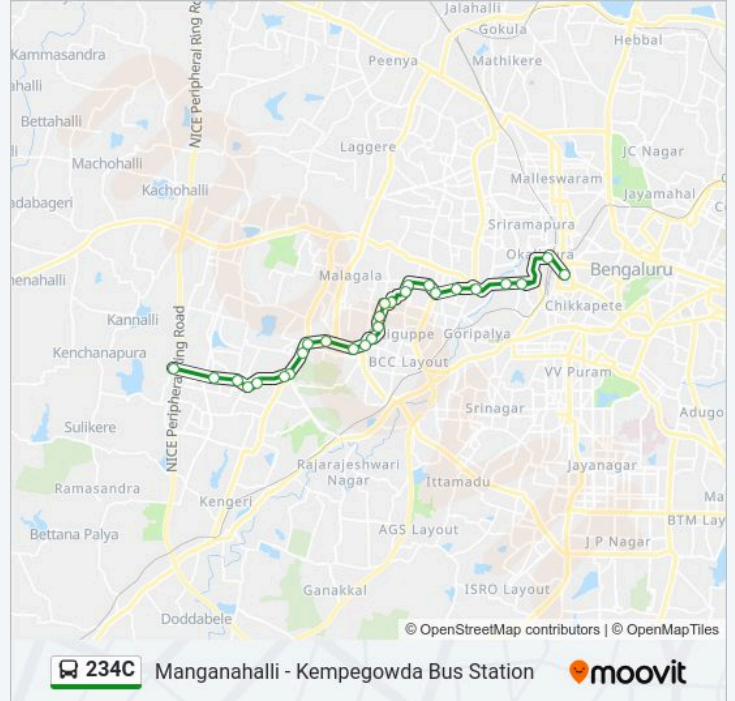 Jalahalli
Gokula
Hebbal
Kammasandra
Peenya
Mathikere
NICE Peripheral Ring Ro
ahalli
Bettahalli
Laggere
JC Nagar
Machohalli
Malleswaram
Kachohalli
Jayamahal
adabageri
Sriramapura
Malagala
Bengaluru
henahalli
Chikkapete
Kannalli
iguppe
Goripalya
Kenchanapura
BCC Layout
VV Puram
NICE Peripheral Ring Road
Srinagar
Adugo
Sulikere
Rajarajeshwari
Nagar
Jayanagar
Ramasandra
Ittamadu
Kengeri
BTM Lay
Bettana Palya
AGS Layout
J P Nagar
Ganakkal
ISRO Layout
Doddabele
© OpenStreetMap contributors | © OpenMapTiles
234C
Manganahalli - Kempegowda Bus Station
moovit